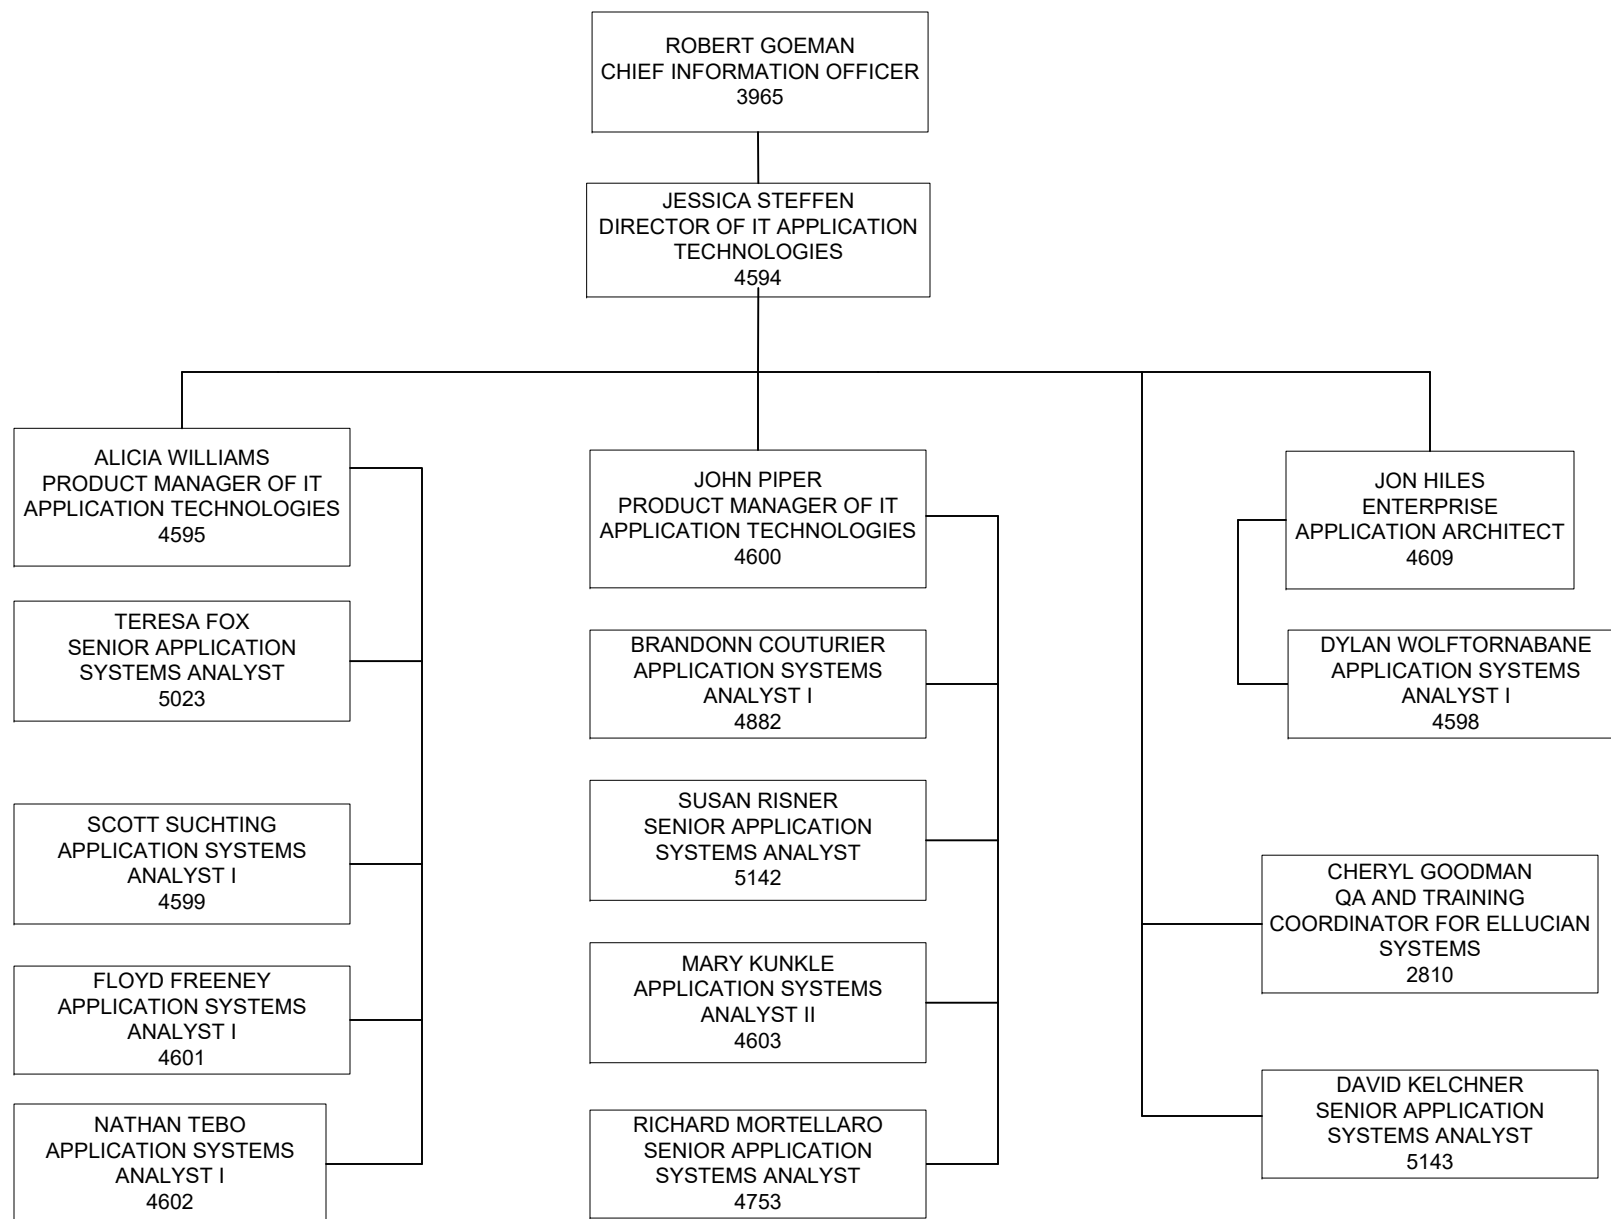 ROBERT GOEMAN
CHIEF INFORMATION OFFICER
3965
JESSICA STEFFEN
DIRECTOR OF IT APPLICATION
TECHNOLOGIES
4594
ALICIA WILLIAMS
PRODUCT MANAGER OF IT
APPLICATION TECHNOLOGIES
4595
TERESA FOX
SENIOR APPLICATION
SYSTEMS ANALYST
5023
SCOTT SUCHTING
APPLICATION SYSTEMS
ANALYST I
4599
FLOYD FREENEY
APPLICATION SYSTEMS
ANALYST I
4601
NATHAN TEBO
APPLICATION SYSTEMS
ANALYST I
4602
JOHN PIPER
PRODUCT MANAGER OF IT
APPLICATION TECHNOLOGIES
4600
BRANDONN COUTURIER
APPLICATION SYSTEMS
ANALYST I
4882
SUSAN RISNER
SENIOR APPLICATION
SYSTEMS ANALYST
5142
MARY KUNKLE
APPLICATION SYSTEMS
ANALYST II
4603
RICHARD MORTELLARO
SENIOR APPLICATION
SYSTEMS ANALYST
4753
JON HILES
ENTERPRISE
APPLICATION ARCHITECT
4609
DYLAN WOLFTORNABANE
APPLICATION SYSTEMS
ANALYST I
4598
CHERYL GOODMAN
QA AND TRAINING
COORDINATOR FOR ELLUCIAN
SYSTEMS
2810
DAVID KELCHNER
SENIOR APPLICATION
SYSTEMS ANALYST
5143